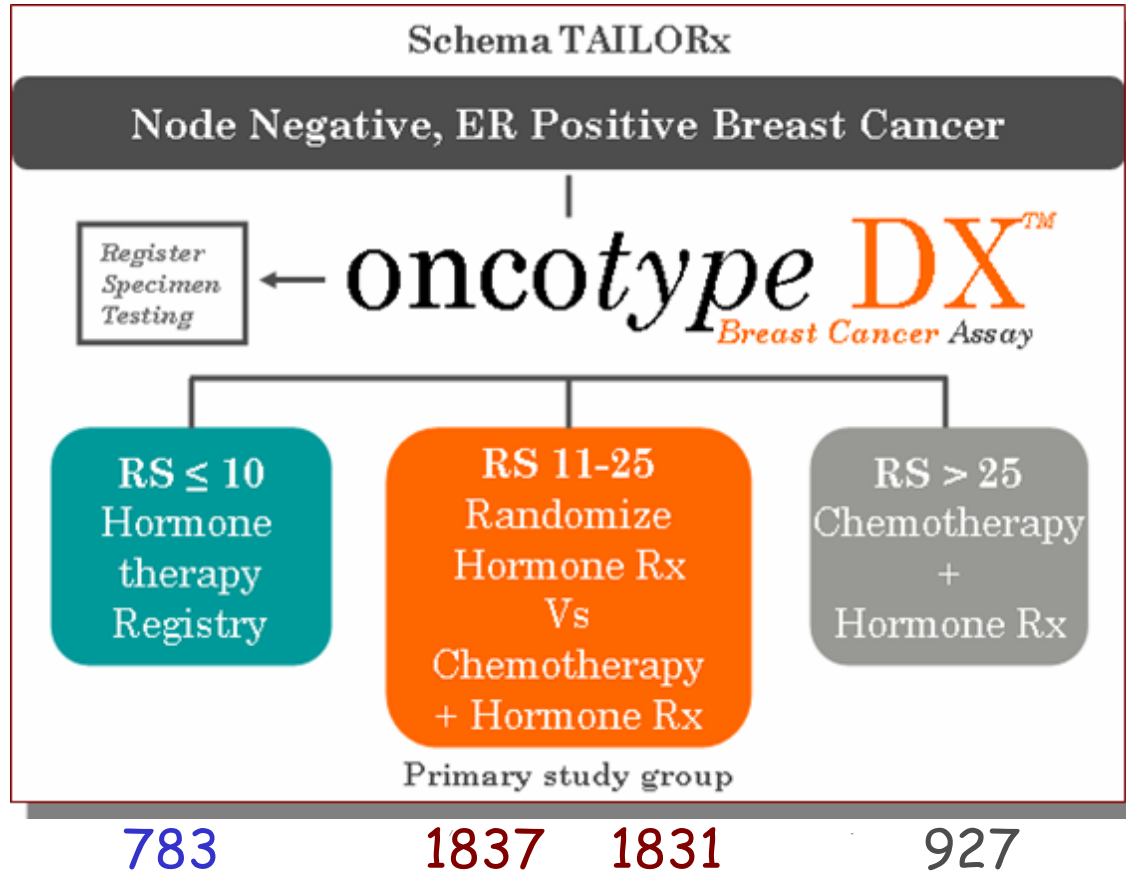 Schema TAILORx
Node Negative, ER Positive Breast Cancer
Register
Specimen
Testing
oncotype DX™
Breast Cancer Assay
RS ≤ 10
Hormone
therapy
Registry
RS 11-25
Randomize
Hormone Rx
Vs
Chemotherapy
+ Hormone Rx
RS > 25
Chemotherapy
+
Hormone Rx
Primary study group
783 1837 1831 927